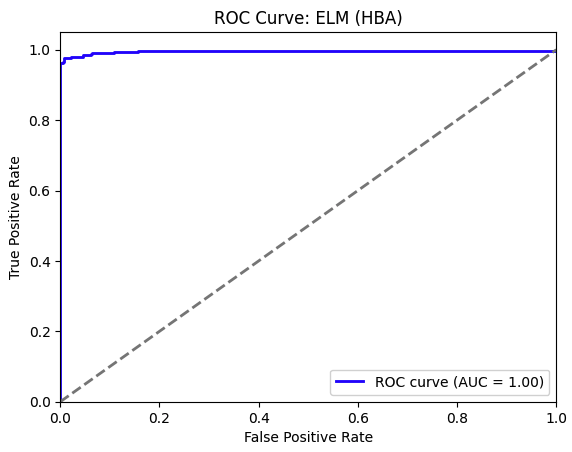 ROC Curve: ELM (HBA)
True Positive Rate
1.0
0.8
0.6
0.4
0.2
0.0
ROC curve (AUC = 1.00)
0.0 0.2 0.4 0.6 0.8 1.0
False Positive Rate